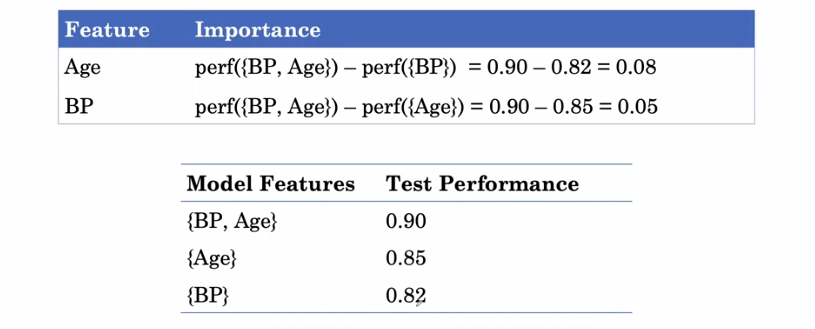 Feature Importance
Age perf({BP, Age}) – perf({BP}) = 0.90 – 0.82 = 0.08
BP perf({BP, Age}) – perf({Age}) = 0.90 – 0.85 = 0.05
Model Features Test Performance
{BP, Age} 0.90
{Age} 0.85
{BP} 0.82